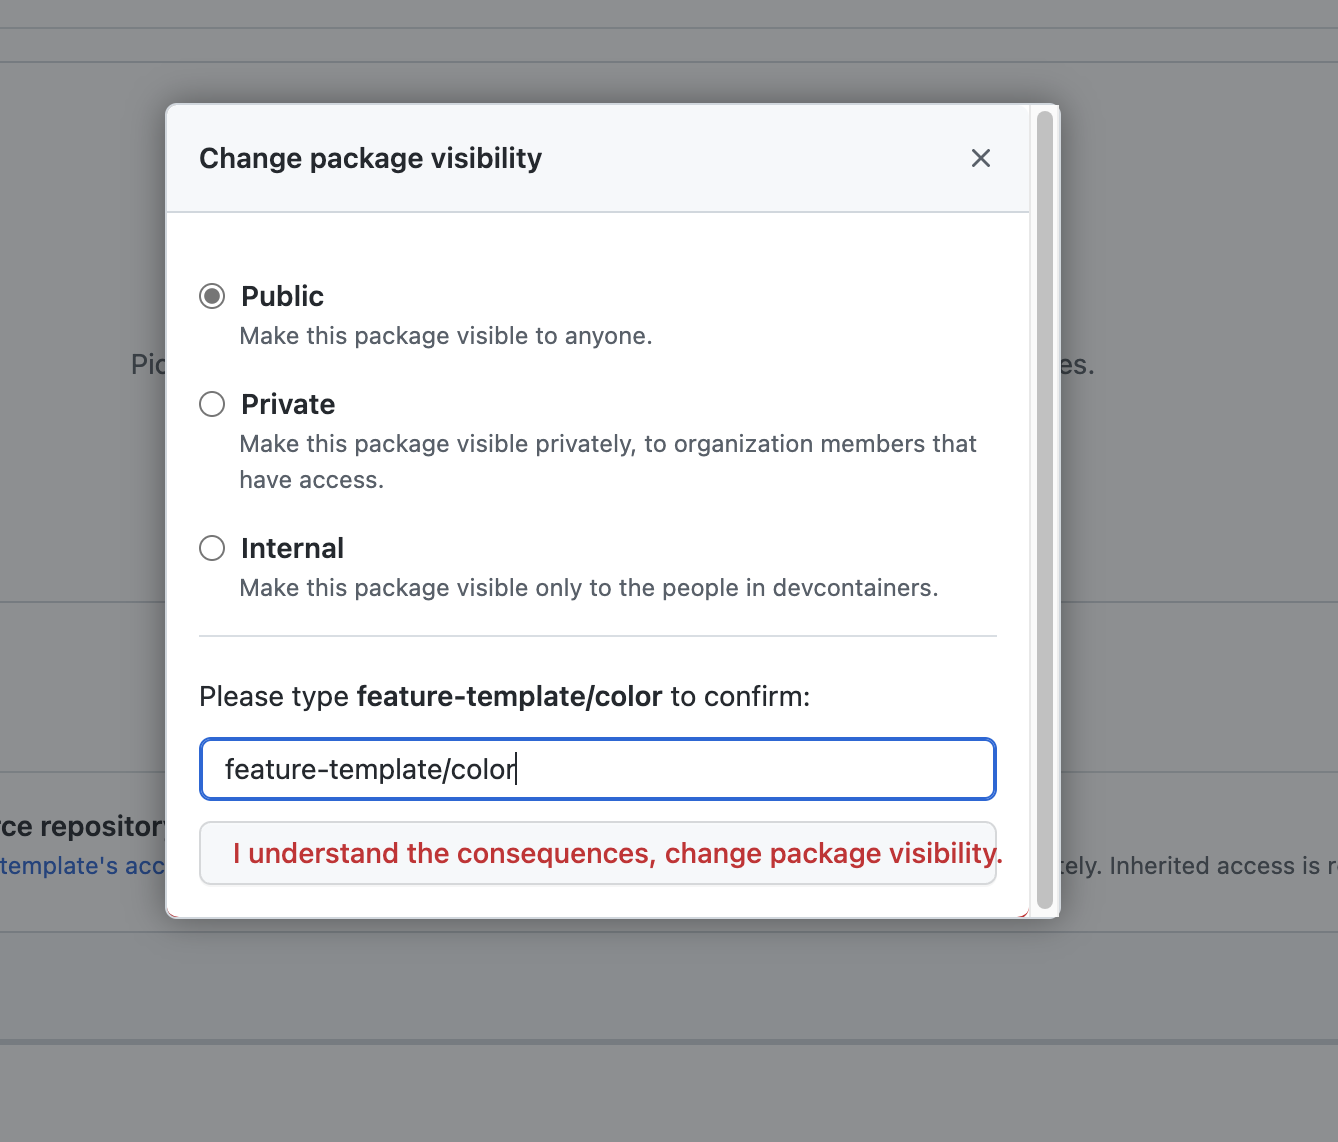 Change package visibility
Public
Make this package visible to anyone.
Private
Make this package visible privately, to organization members that
have access.
Internal
Make this package visible only to the people in devcontainers.
Please type feature-template/color to confirm:
feature-template/color
I understand the consequences, change package visibility.
Pic
es.
ce repository
template's acc
tely. Inherited access is r